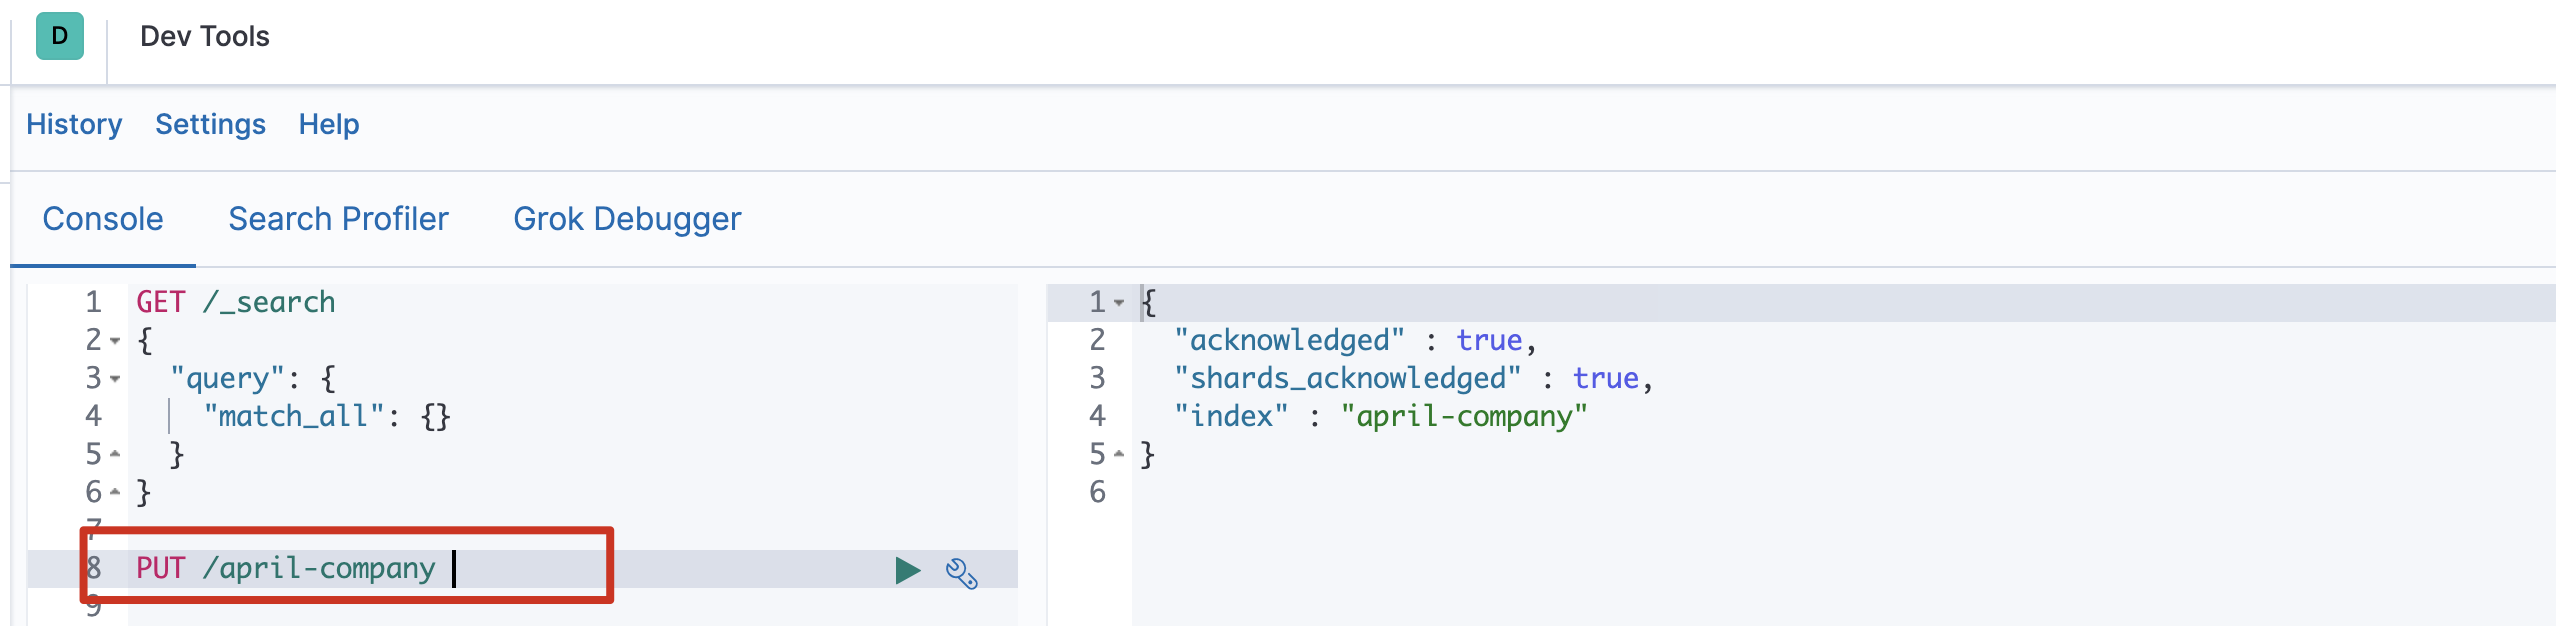 D Dev Tools
History Settings Help
Console Search Profiler Grok Debugger
1 GET /_search
2 {
3 "query": {
4 "match_all": {}
5 }
6 }
7
8 PUT /april-company
9
1 {
2 "acknowledged" : true,
3 "shards_acknowledged" : true,
4 "index" : "april-company"
5 }
6